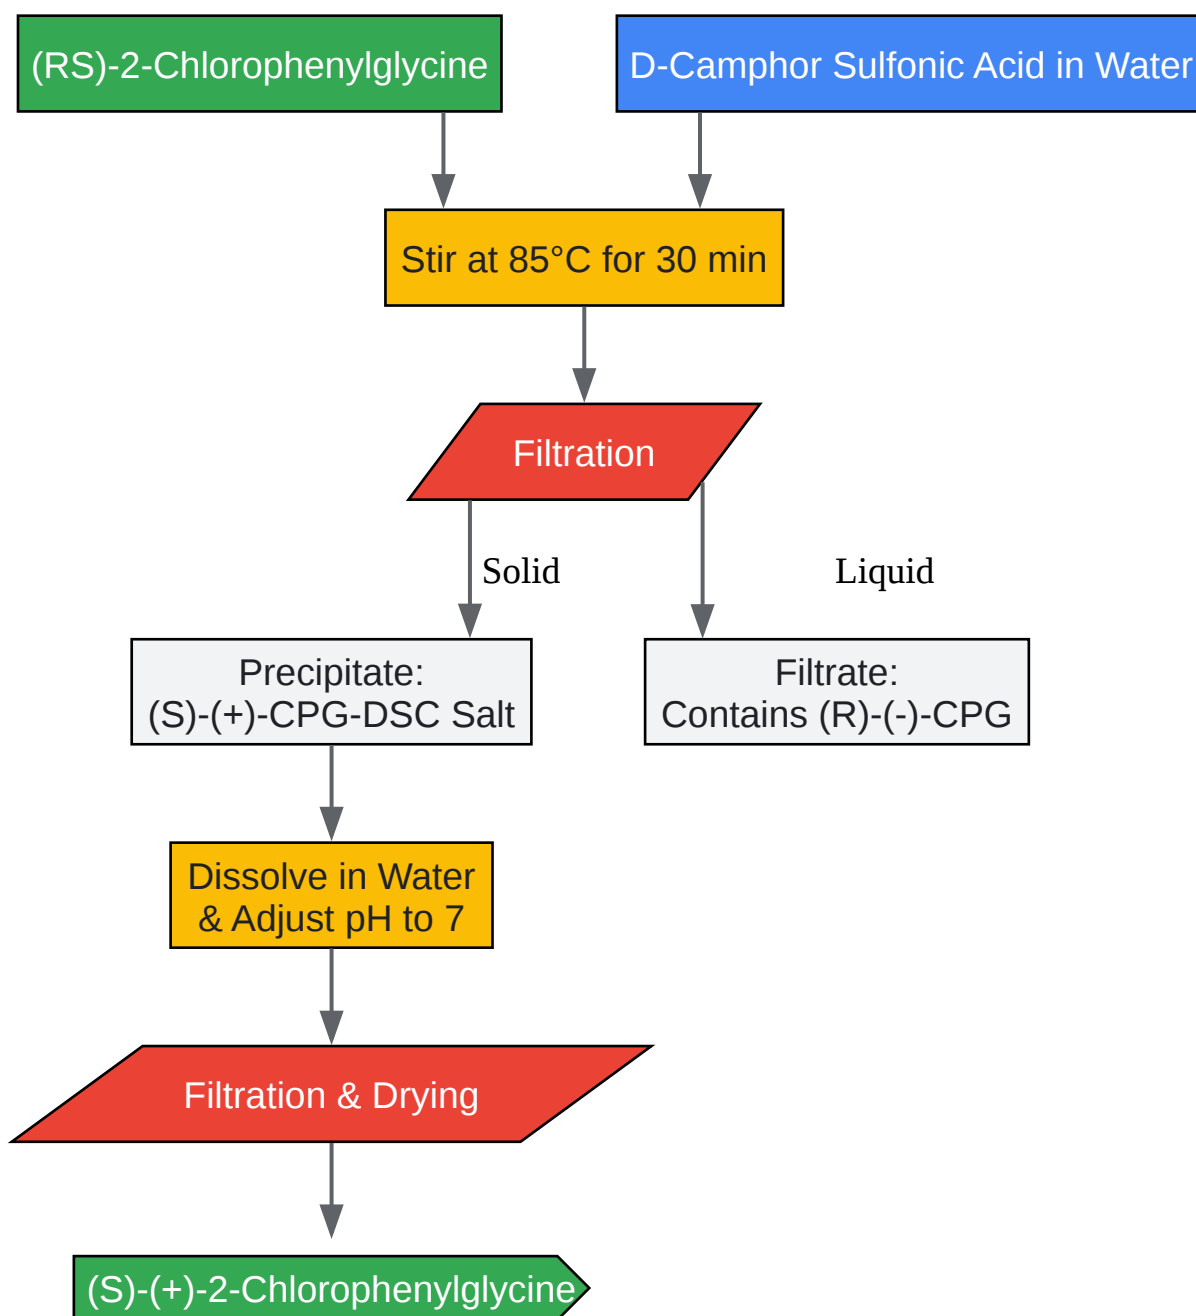 (RS)-2-Chlorophenylglycine
D-Camphor Sulfonic Acid in Water
Stir at 85°C for 30 min
Filtration
Solid
Liquid
Precipitate:
(S)-(+)-CPG-DSC Salt
Filtrate:
Contains (R)-(-)-CPG
Dissolve in Water
& Adjust pH to 7
Filtration & Drying
(S)-(+)-2-Chlorophenylglycine